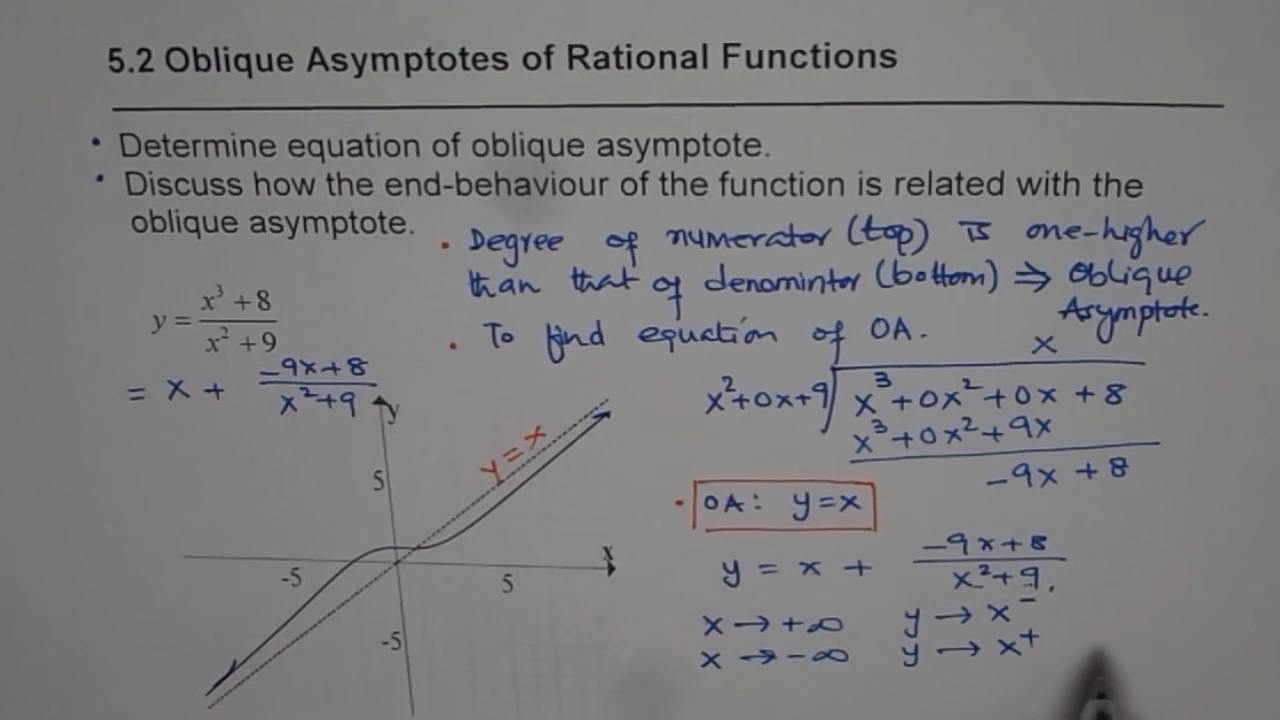 5.2 Oblique Asymptotes of Rational Functions
• Determine equation of oblique asymptote.
• Discuss how the end-behaviour of the function is related with the
oblique asymptote.
• Degree of numerator (top) is one-higher
than that of denomintor (bottom) ⇒ Oblique
Asymptote.
• To find equation of OA.
y = (x³ + 8)/(x² + 9)
= x + (-9x+8)/(x²+9)
x
x²+0x+9 ) x³+0x²+0x+8
x³+0x²+9x
-9x+8
y
y=x
5
x
-5
5
-5
• OA: y=x
y = x + (-9x+8)/(x²+9).
x → +∞ y → x⁻
x → -∞ y → x⁺